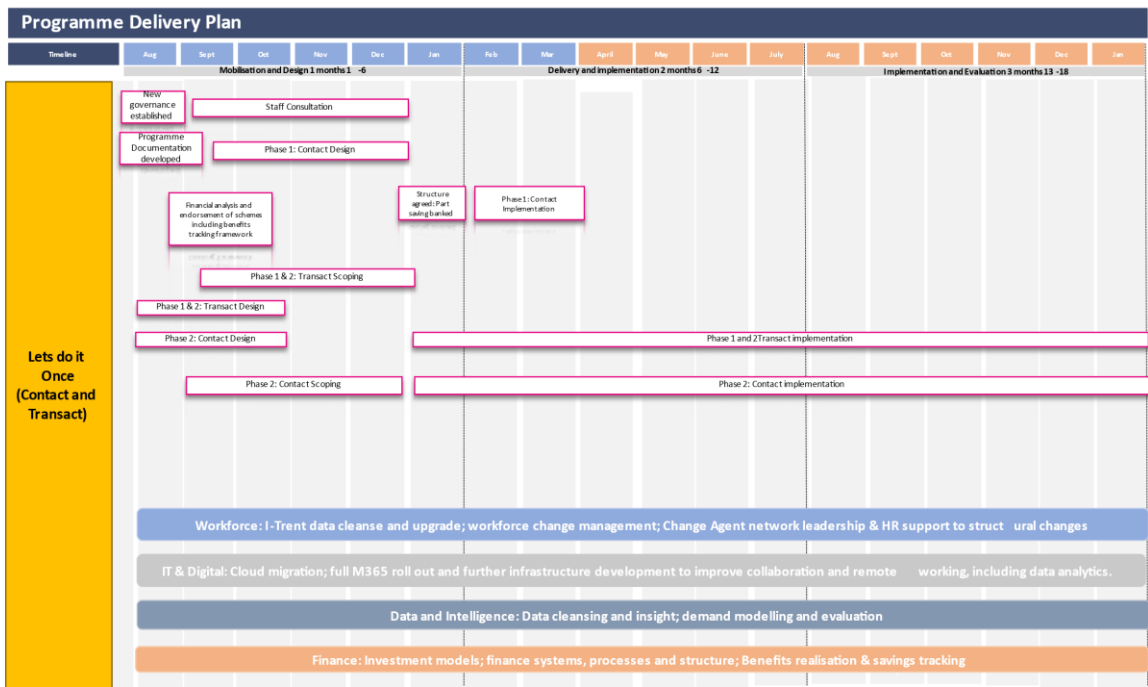 Programme Delivery Plan
Timeline Aug Sept Oct Nov Dec Jan Feb Mar April May June July Aug Sept Oct Nov Dec Jan
Mobilisation and Design 1 months 1 -6 Delivery and implementation 2 months 6 -12 Implementation and Evaluation 3 months 13 -18
New
governance
established
Staff Consultation
Programme
Documentation
developed
Phase 1: Contact Design
Financial analysis and
endorsement of schemes
including benefits
tracking framework
Structure
agreed: Part
saving banked
Phase 1: Contact
Implementation
Phase 1 & 2: Transact Scoping
Phase 1 & 2: Transact Design
Phase 2: Contact Design
Phase 1 and 2Transact implementation
Phase 2: Contact Scoping
Phase 2: Contact implementation
Lets do it
Once
(Contact and
Transact)
Workforce: I-Trent data cleanse and upgrade; workforce change management; Change Agent network leadership & HR support to struct ural changes
IT & Digital: Cloud migration; full M365 roll out and further infrastructure development to improve collaboration and remote working, including data analytics.
Data and Intelligence: Data cleansing and insight; demand modelling and evaluation
Finance: Investment models; finance systems, processes and structure; Benefits realisation & savings tracking